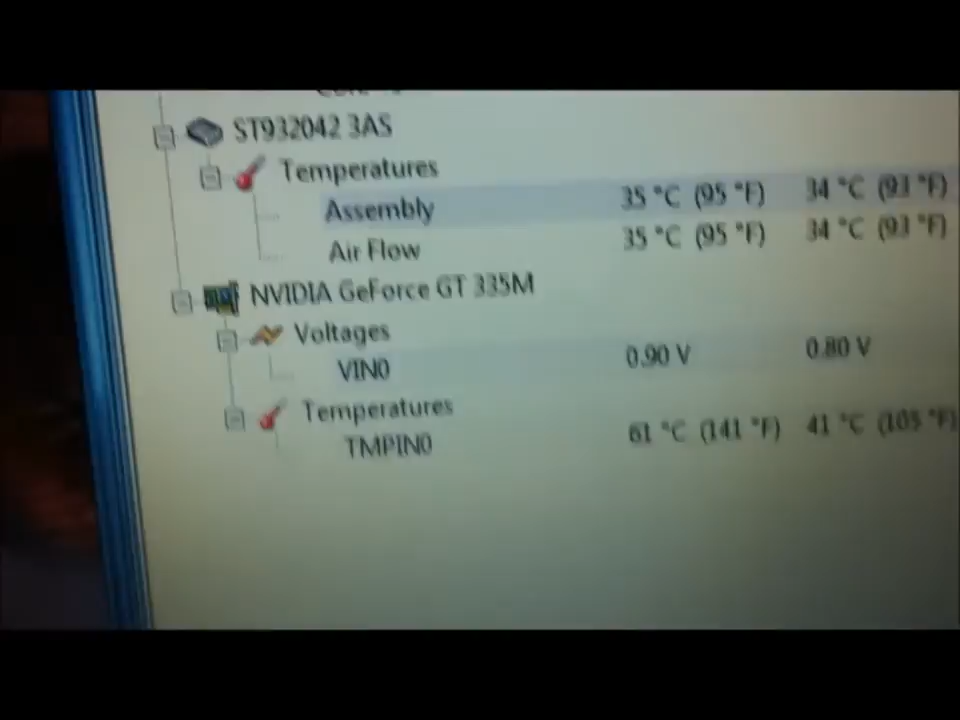 ST932042 3AS
Temperatures
Assembly 35 °C (95 °F) 34 °C (93 °F)
Air Flow 35 °C (95 °F) 34 °C (93 °F)
NVIDIA GeForce GT 335M
Voltages
VIN0 0.90 V 0.80 V
Temperatures
TMPIN0 61 °C (141 °F) 41 °C (105 °F)